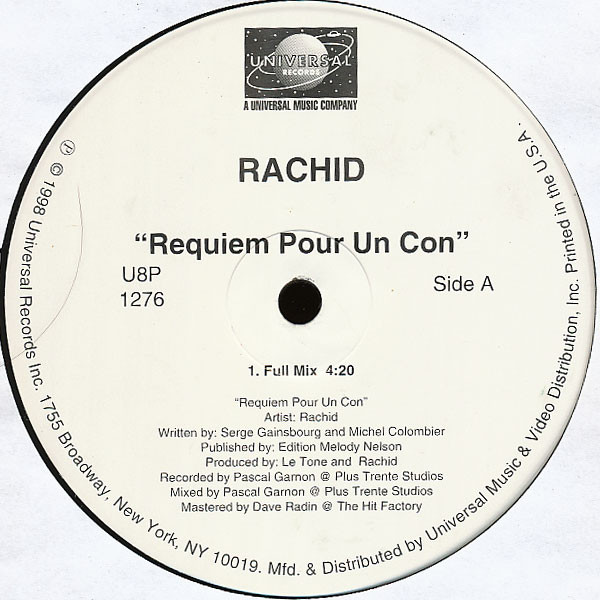 UNIVERSAL
RECORDS
A UNIVERSAL MUSIC COMPANY
RACHID
“Requiem Pour Un Con”
U8P
1276
Side A
1. Full Mix 4:20
“Requiem Pour Un Con”
Artist: Rachid
Written by: Serge Gainsbourg and Michel Colombier
Published by: Edition Melody Nelson
Produced by: Le Tone and Rachid
Recorded by Pascal Garnon @ Plus Trente Studios
Mixed by Pascal Garnon @ Plus Trente Studios
Mastered by Dave Radin @ The Hit Factory
℗ © 1998 Universal Records Inc. 1755 Broadway, New York, NY 10019. Mfd. & Distributed by Universal Music & Video Distribution, Inc. Printed in the U.S.A.